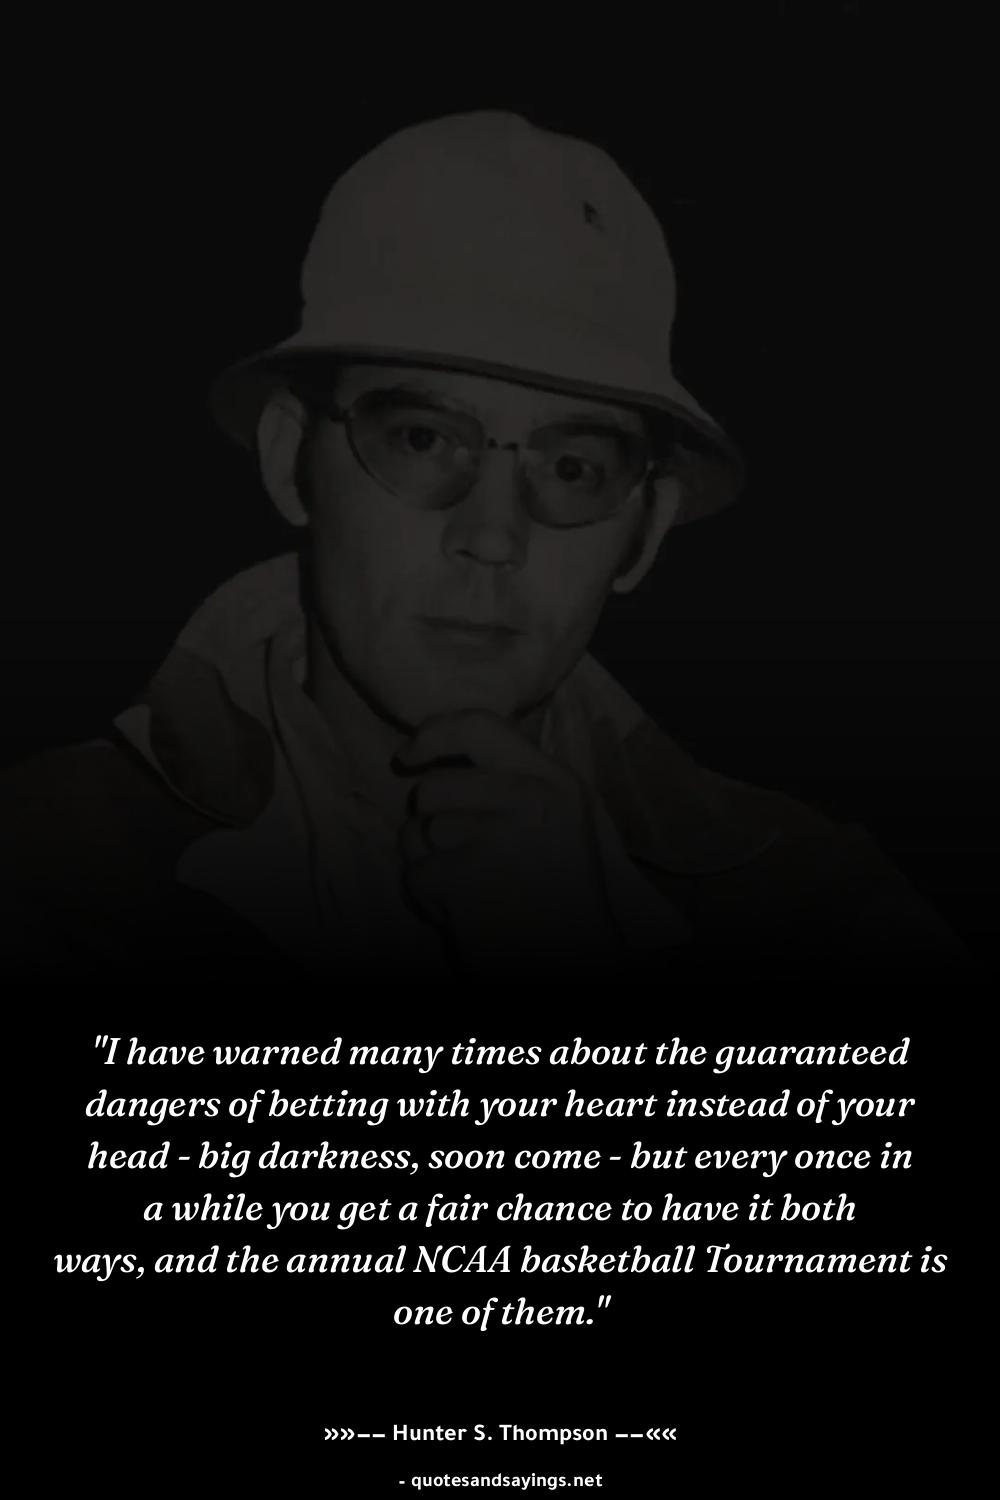 "I have warned many times about the guaranteed
dangers of betting with your heart instead of your
head - big darkness, soon come - but every once in
a while you get a fair chance to have it both
ways, and the annual NCAA basketball Tournament is
one of them."
»»−− Hunter S. Thompson −−««
- quotesandsayings.net